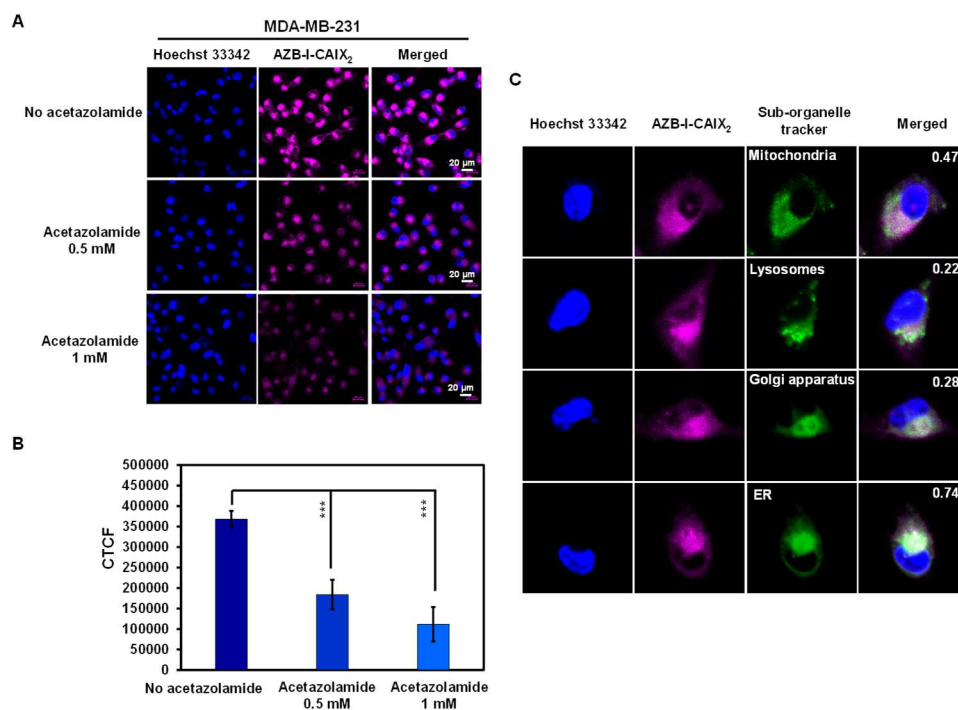 A
MDA-MB-231
Hoechst 33342 AZB-I-CAIX₂ Merged
No acetazolamide
20 µm
Acetazolamide
0.5 mM
20 µm
Acetazolamide
1 mM
20 µm
B
500000
450000
400000
350000
300000
250000
200000
150000
100000
50000
0
CTCF
***
***
No acetazolamide
Acetazolamide
0.5 mM
Acetazolamide
1 mM
C
Hoechst 33342 AZB-I-CAIX₂ Sub-organelle
tracker Merged
Mitochondria 0.47
Lysosomes 0.22
Golgi apparatus 0.28
ER 0.74